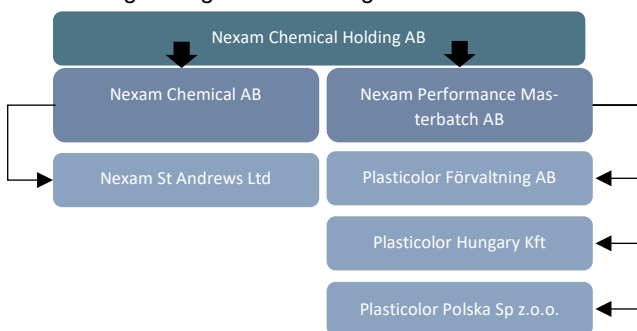 Nexam Chemical Holding AB
Nexam Chemical AB
Nexam Performance Mas-
terbatch AB
Nexam St Andrews Ltd
Plasticolor Förvaltning AB
Plasticolor Hungary Kft
Plasticolor Polska Sp z.o.o.